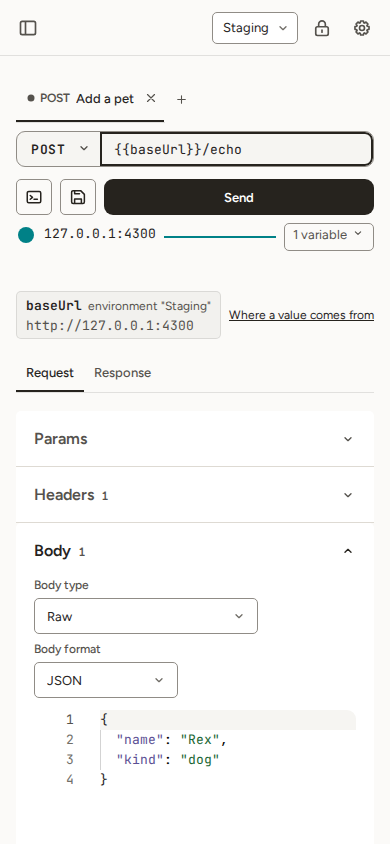 Staging
POST Add a pet
POST {{baseUrl}}/echo
Send
127.0.0.1:4300 1 variable
baseUrl environment "Staging"
http://127.0.0.1:4300
Where a value comes from
Request Response
Params
Headers 1
Body 1
Body type
Raw
Body format
JSON
1 {
2 "name": "Rex",
3 "kind": "dog"
4 }